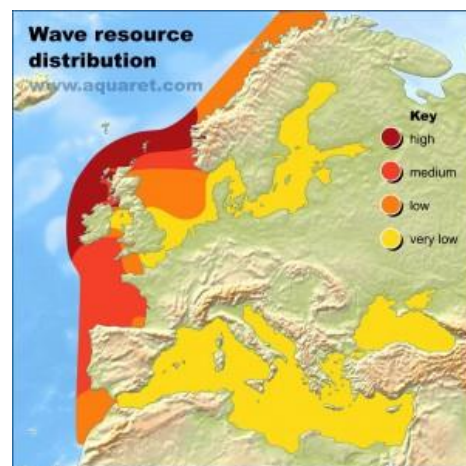 Wave resource
distribution
©www.aquaret.com
Key
high
medium
low
very low